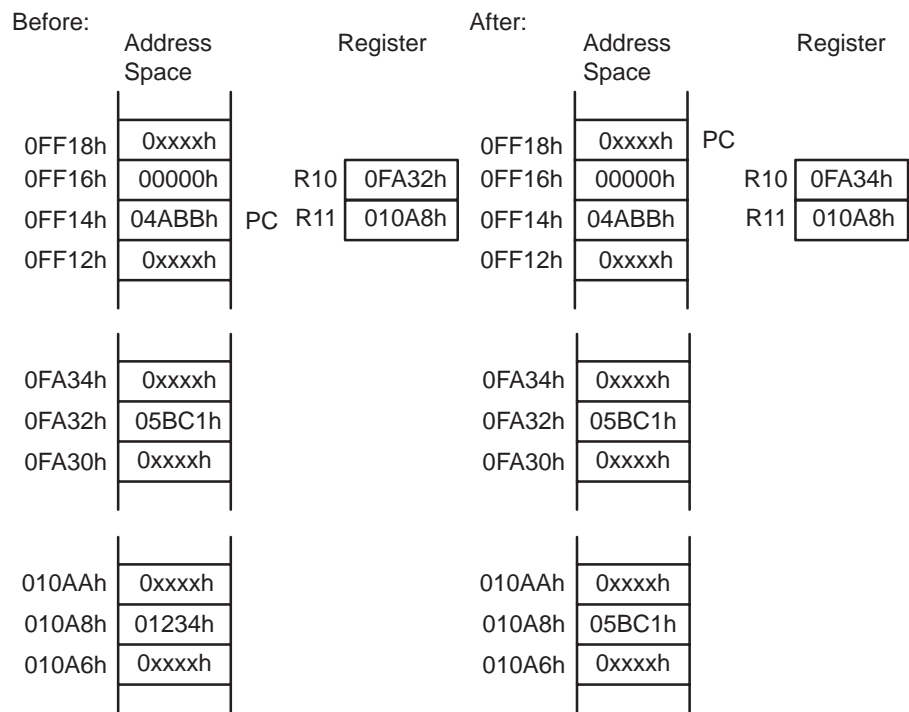 Before:
Address
Space
Register
0FF18h 0xxxxh
0FF16h 00000h R10 0FA32h
0FF14h 04ABBh PC R11 010A8h
0FF12h 0xxxxh
0FA34h 0xxxxh
0FA32h 05BC1h
0FA30h 0xxxxh
010AAh 0xxxxh
010A8h 01234h
010A6h 0xxxxh
After:
Address
Space
Register
0FF18h 0xxxxh PC
0FF16h 00000h R10 0FA34h
0FF14h 04ABBh R11 010A8h
0FF12h 0xxxxh
0FA34h 0xxxxh
0FA32h 05BC1h
0FA30h 0xxxxh
010AAh 0xxxxh
010A8h 05BC1h
010A6h 0xxxxh